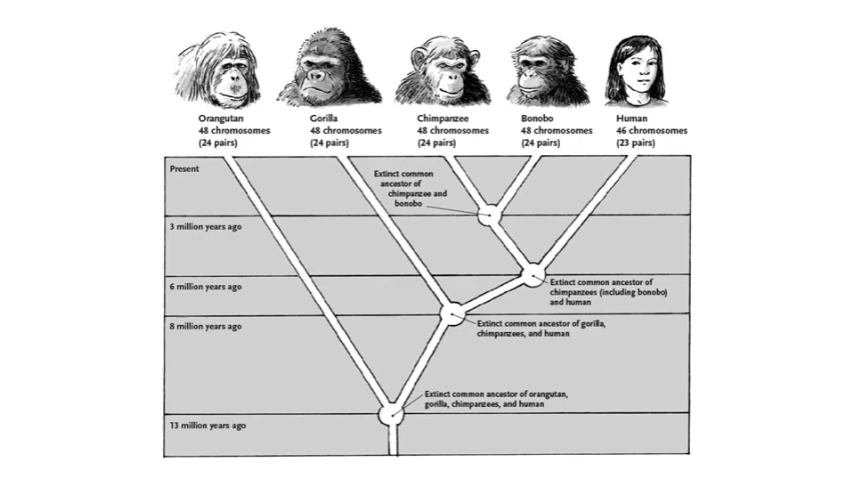 Orangutan
48 chromosomes
(24 pairs)
Gorilla
48 chromosomes
(24 pairs)
Chimpanzee
48 chromosomes
(24 pairs)
Bonobo
48 chromosomes
(24 pairs)
Human
46 chromosomes
(23 pairs)
Present
Extinct common
ancestor of
chimpanzee and
bonobo
3 million years ago
6 million years ago
Extinct common ancestor of
chimpanzees (including bonobo)
and human
8 million years ago
Extinct common ancestor of gorilla,
chimpanzees, and human
Extinct common ancestor of orangutan,
gorilla, chimpanzees, and human
13 million years ago